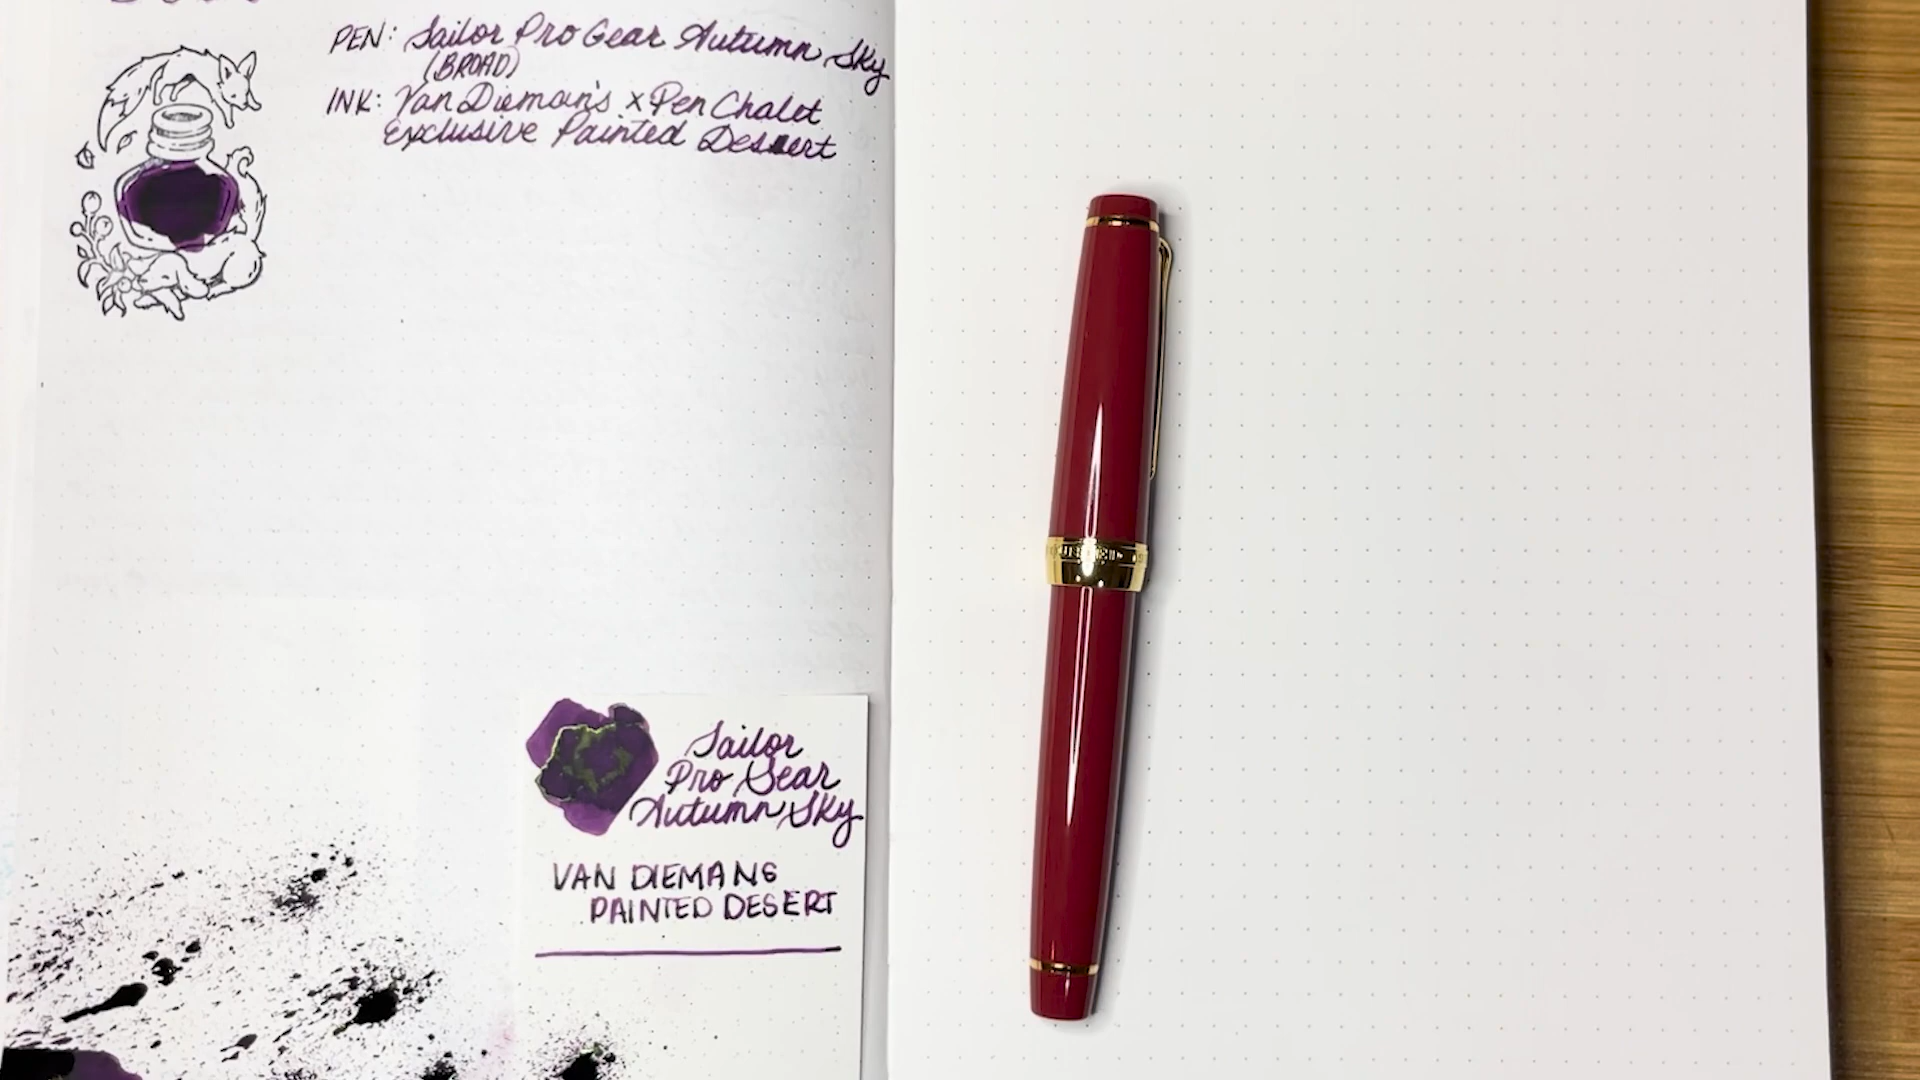 PEN: Sailor Pro Gear Autumn Sky
(BROAD)
INK: Van Dieman's x Pen Chalet
Exclusive Painted Desert
Sailor
Pro Gear
Autumn Sky
VAN DIEMANS
PAINTED DESERT